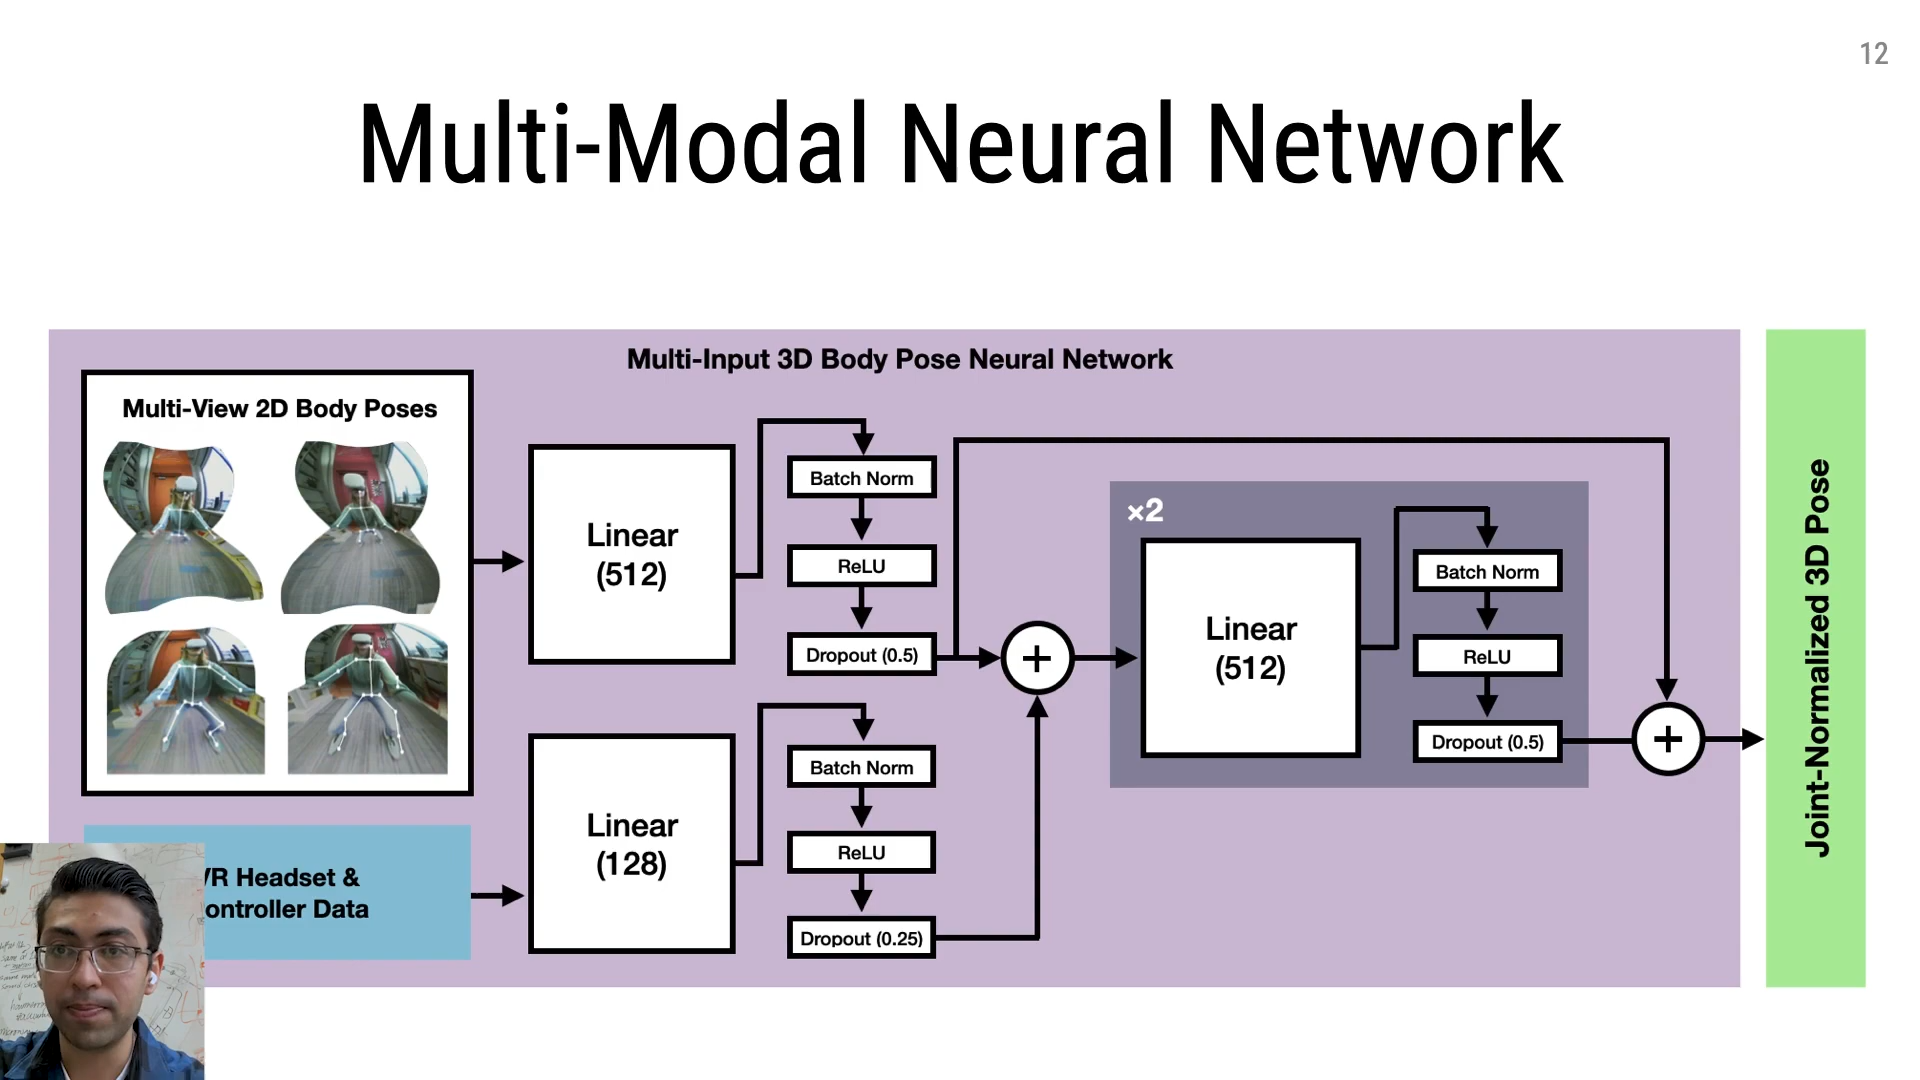 12
Multi-Modal Neural Network
Multi-Input 3D Body Pose Neural Network
Multi-View 2D Body Poses
Linear
(512)
Batch Norm
ReLU
Dropout (0.5)
+
×2
Linear
(512)
Batch Norm
ReLU
Dropout (0.5)
+
Headset &
Data
Linear
(128)
Batch Norm
ReLU
Dropout (0.25)
Joint-Normalized 3D Pose